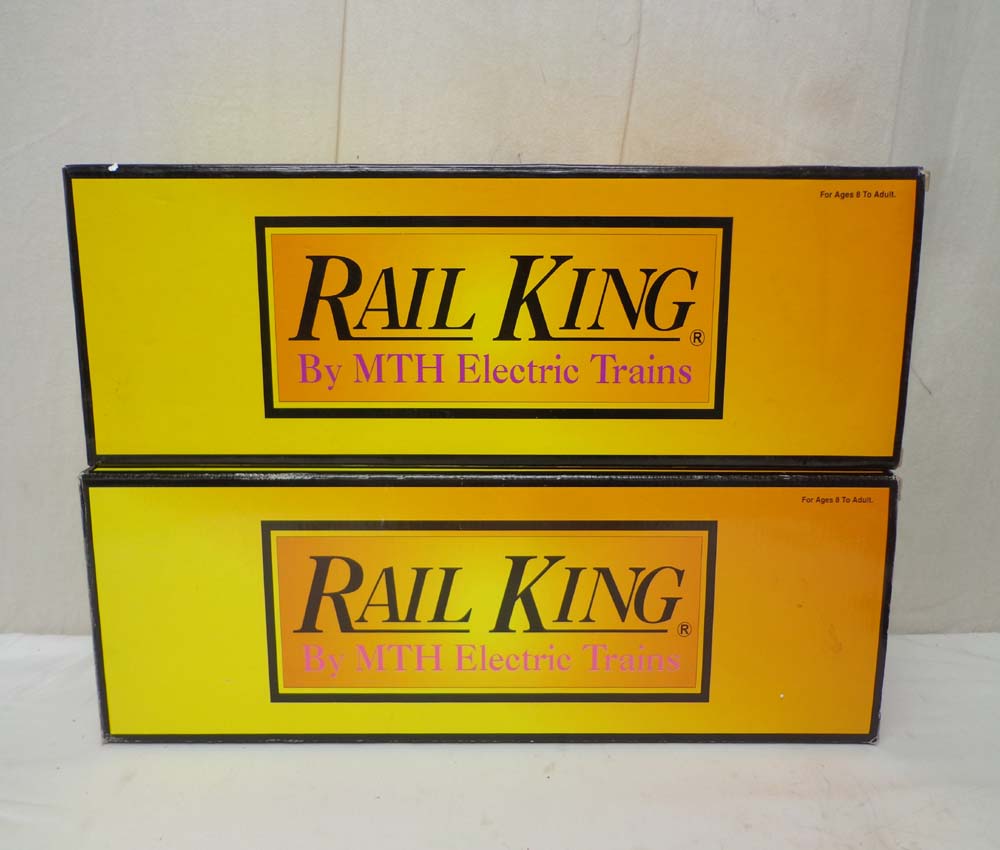 For Ages 8 To Adult.
RAIL KING ®
By MTH Electric Trains
For Ages 8 To Adult.
RAIL KING ®
By MTH Electric Trains